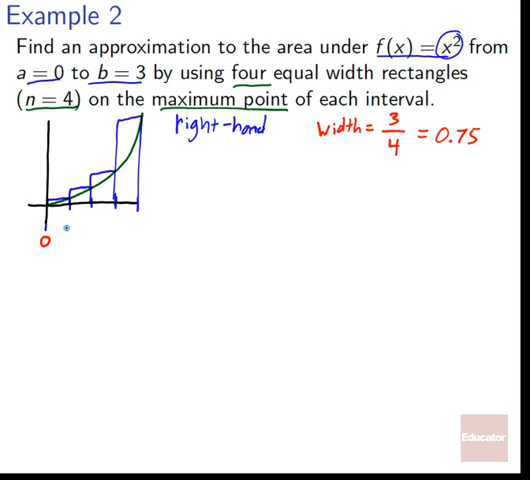 Example 2
Find an approximation to the area under f(x) = x² from
a = 0 to b = 3 by using four equal width rectangles
(n = 4) on the maximum point of each interval.
right-hand
width = 3/4 = 0.75
0
Educator